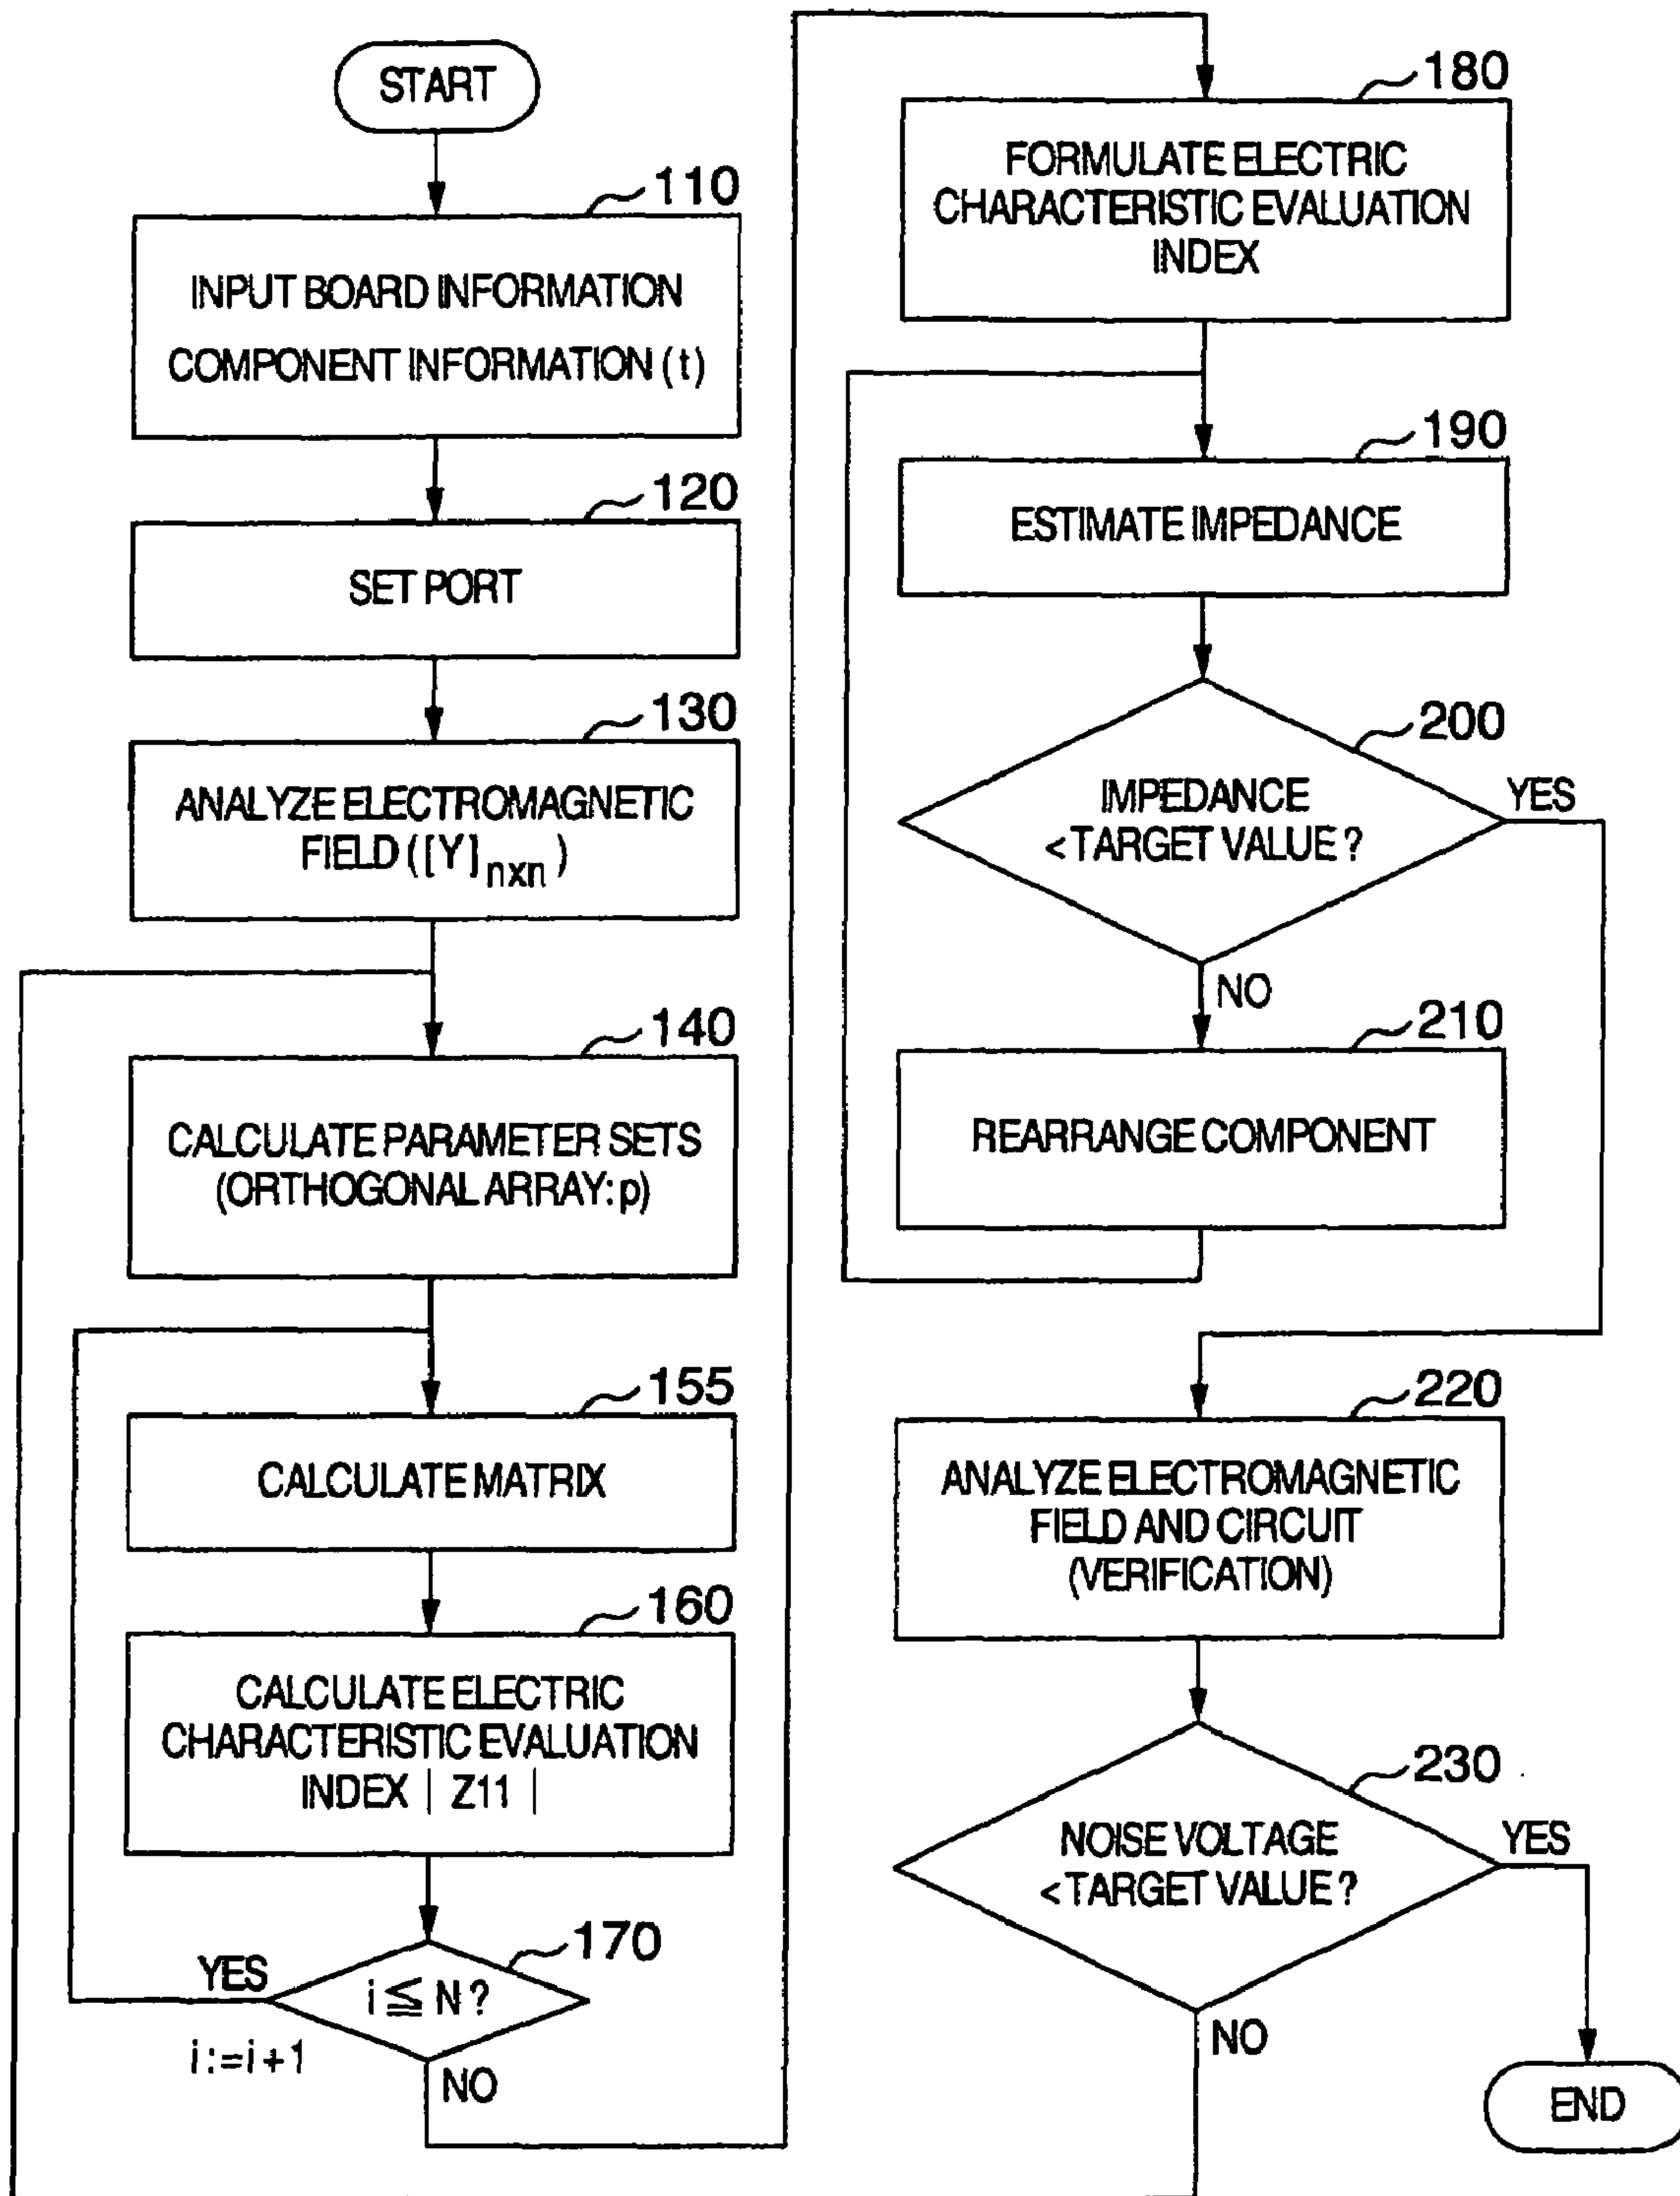 START
110
INPUT BOARD INFORMATION
COMPONENT INFORMATION (t)
120
SET PORT
130
ANALYZE ELECTROMAGNETIC
FIELD ([Y]nxn)
140
CALCULATE PARAMETER SETS
(ORTHOGONAL ARRAY: p)
155
CALCULATE MATRIX
160
CALCULATE ELECTRIC
CHARACTERISTIC EVALUATION
INDEX | Z11 |
170
YES
i ≦ N ?
i := i + 1
NO
180
FORMULATE ELECTRIC
CHARACTERISTIC EVALUATION
INDEX
190
ESTIMATE IMPEDANCE
200
IMPEDANCE
< TARGET VALUE ?
YES
NO
210
REARRANGE COMPONENT
220
ANALYZE ELECTROMAGNETIC
FIELD AND CIRCUIT
(VERIFICATION)
230
NOISE VOLTAGE
< TARGET VALUE ?
YES
NO
END